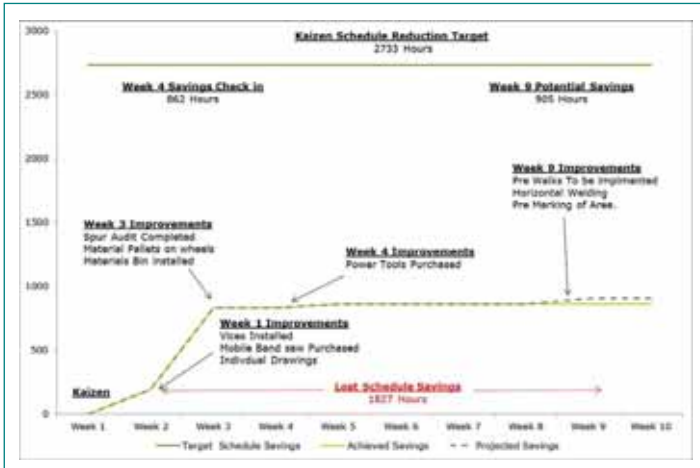 Kaizen Schedule Reduction Target
2733 Hours
Week 4 Savings Check in
862 Hours
Week 9 Potential Savings
905 Hours
Week 9 Improvements
Pre Walks To be Implimented
Horizontal Welding
Pre Marking of Area.
Week 3 Improvements
Spur Audit Completed
Material Pallets on wheels
Materials Bin installed
Week 4 Improvements
Power Tools Purchased
Week 1 Improvements
Vices Installed
Mobile Band saw Purchased
Indivdual Drawings
Kaizen
Lost Schedule Savings
1827 Hours
3000
2500
2000
1500
1000
500
0
Week 1 Week 2 Week 3 Week 4 Week 5 Week 6 Week 7 Week 8 Week 9 Week 10
Target Schedule Savings Achieved Savings Projected Savings